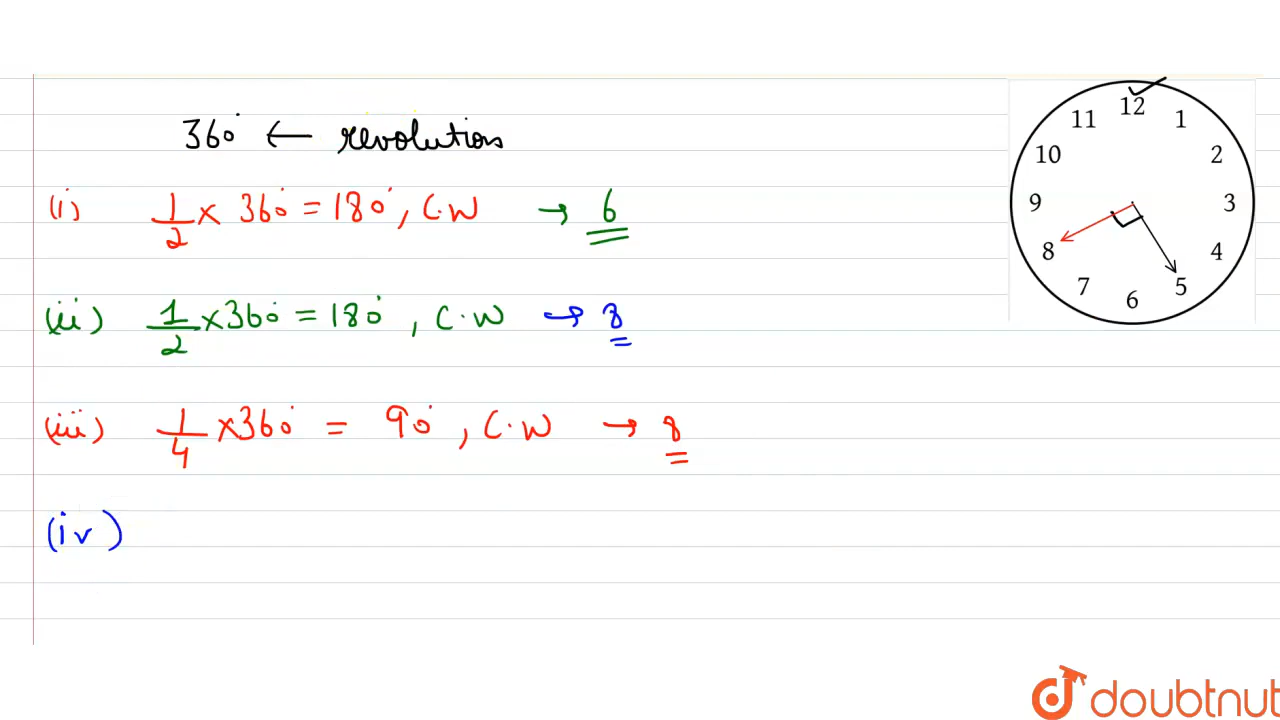 360° ← revolution
(i) 1/2 × 360° = 180°, C.W → 6
(ii) 1/2 × 360° = 180°, C.W → 8
(iii) 1/4 × 360° = 90°, C.W → 8
(iv)
12
11 1
10 2
9 3
8 4
7 5
6
doubtnut